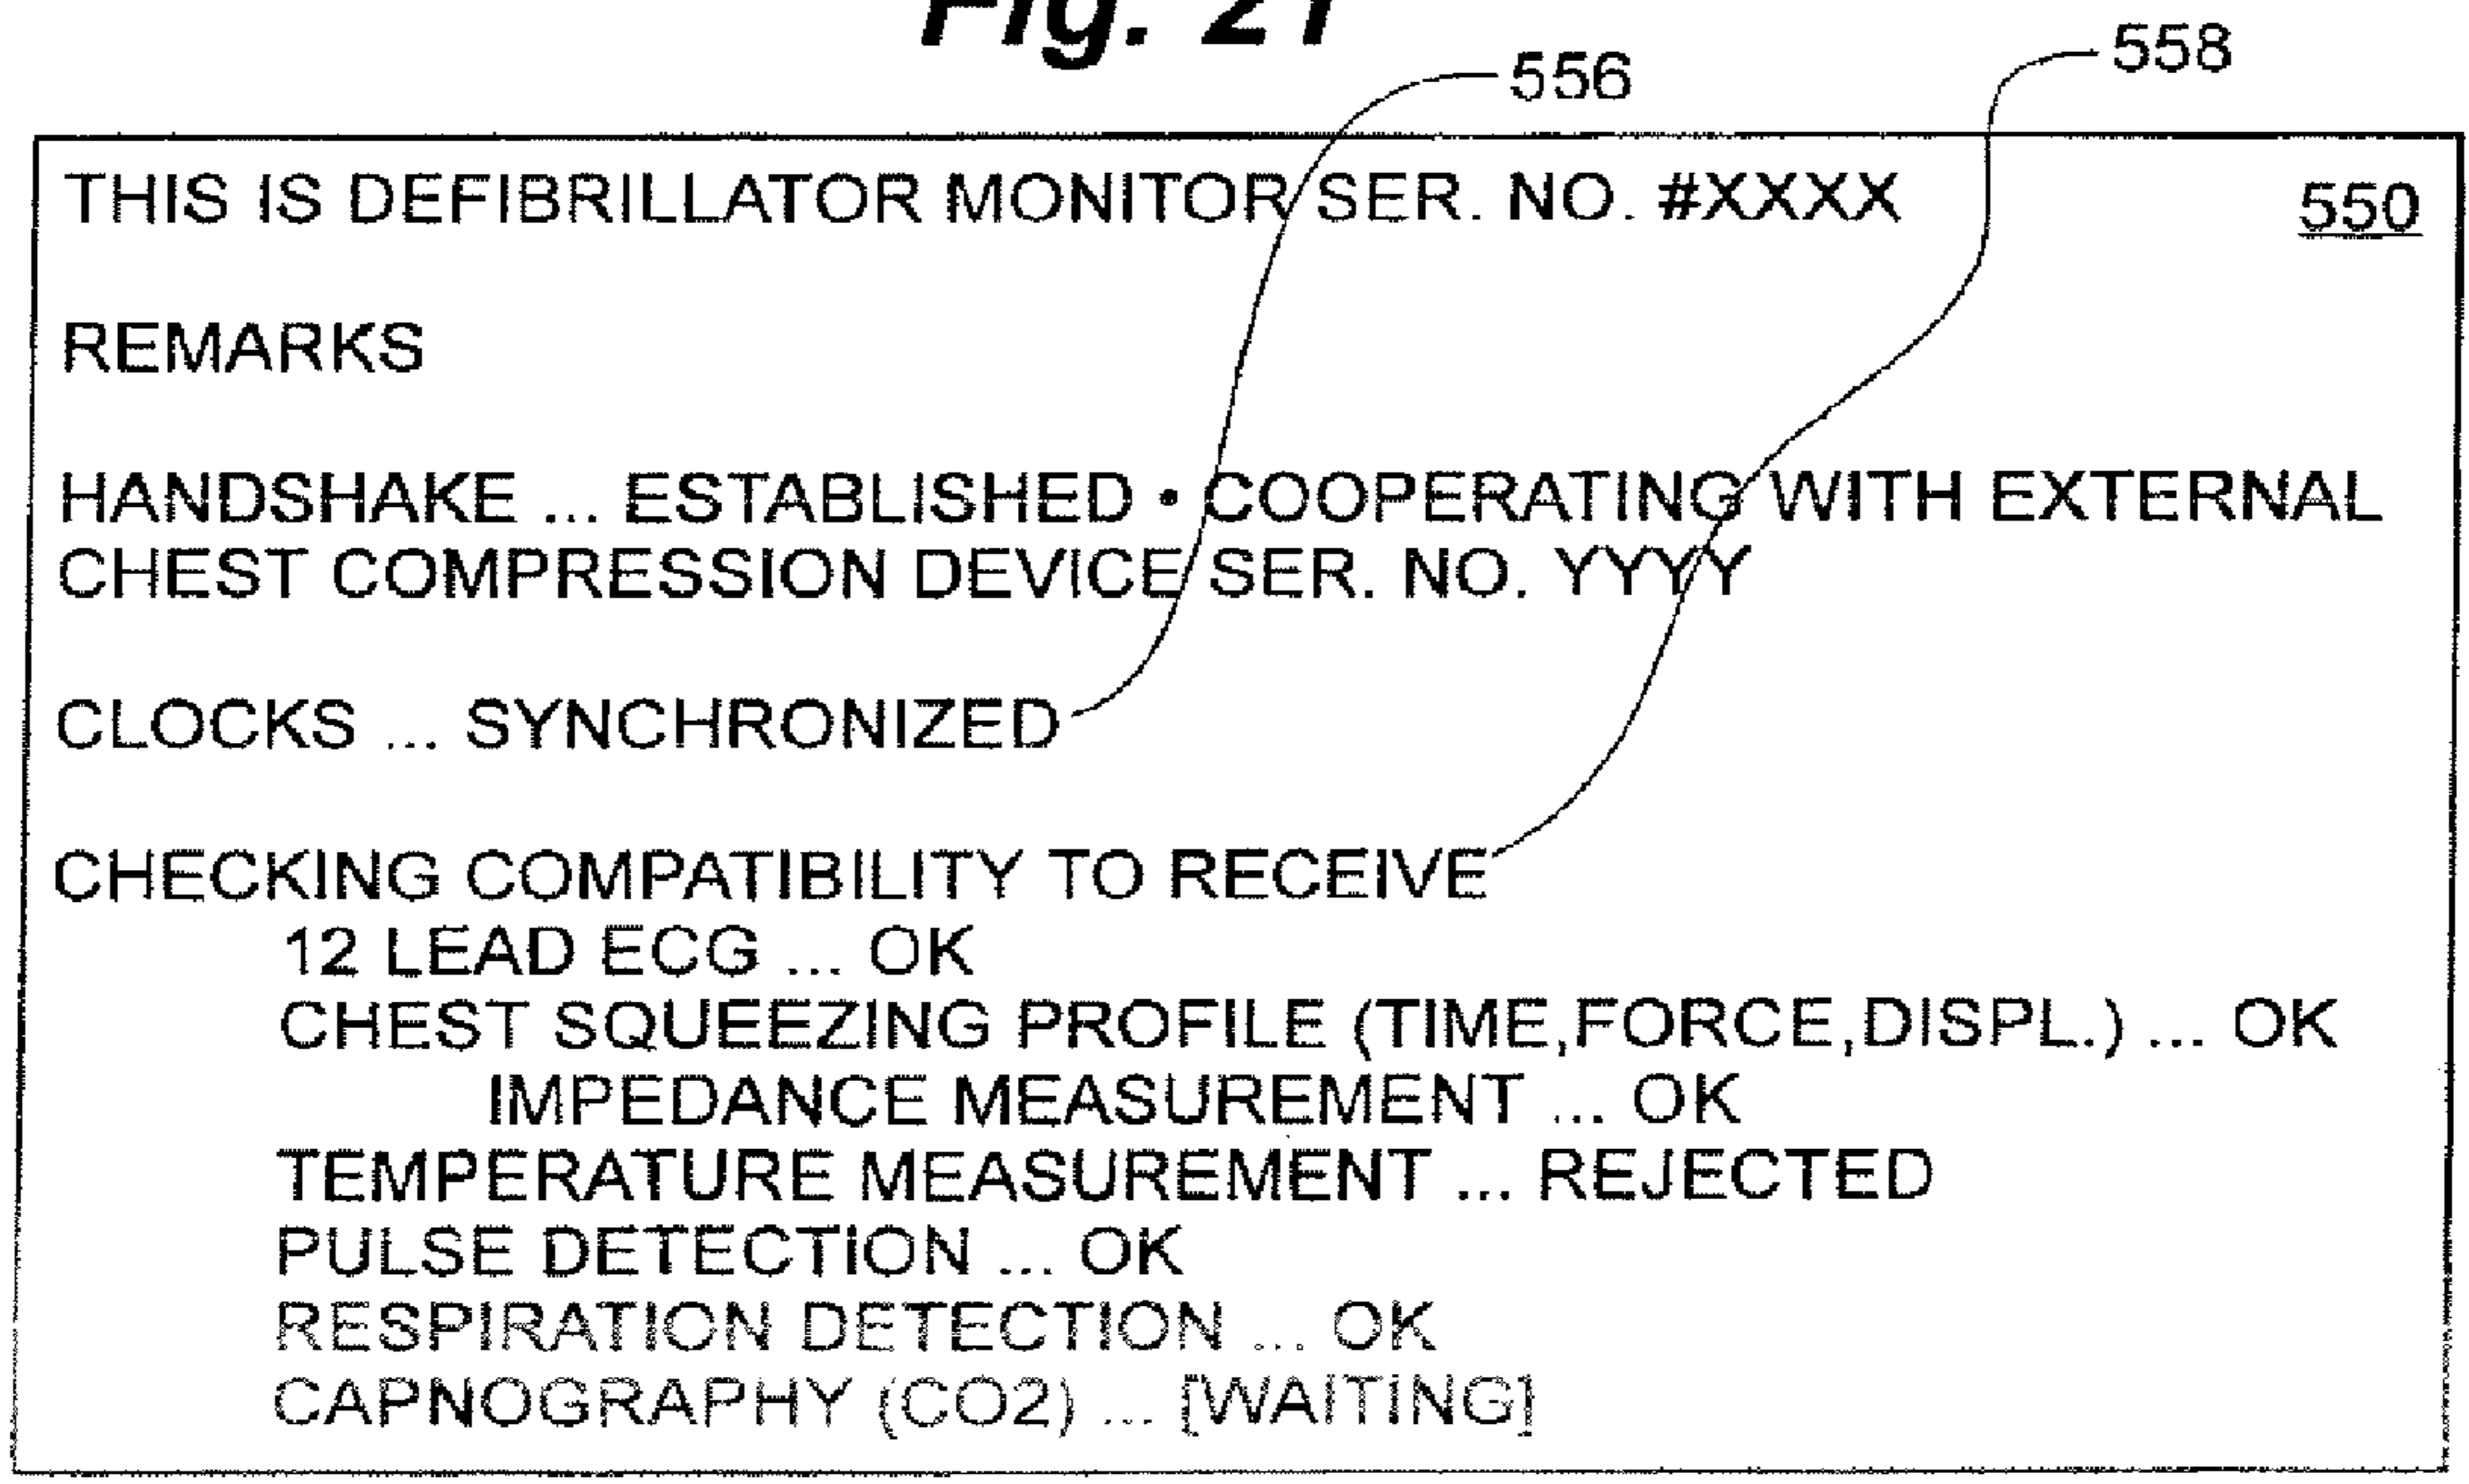 Fig. 21
556
558
THIS IS DEFIBRILLATOR MONITOR SER. NO. #XXXX
550
REMARKS
HANDSHAKE ... ESTABLISHED • COOPERATING WITH EXTERNAL
CHEST COMPRESSION DEVICE SER. NO. YYYY
CLOCKS ... SYNCHRONIZED
CHECKING COMPATIBILITY TO RECEIVE
12 LEAD ECG ... OK
CHEST SQUEEZING PROFILE (TIME,FORCE,DISPL.) ... OK
IMPEDANCE MEASUREMENT ... OK
TEMPERATURE MEASUREMENT ... REJECTED
PULSE DETECTION ... OK
RESPIRATION DETECTION ... OK
CAPNOGRAPHY (CO2) ... [WAITING]